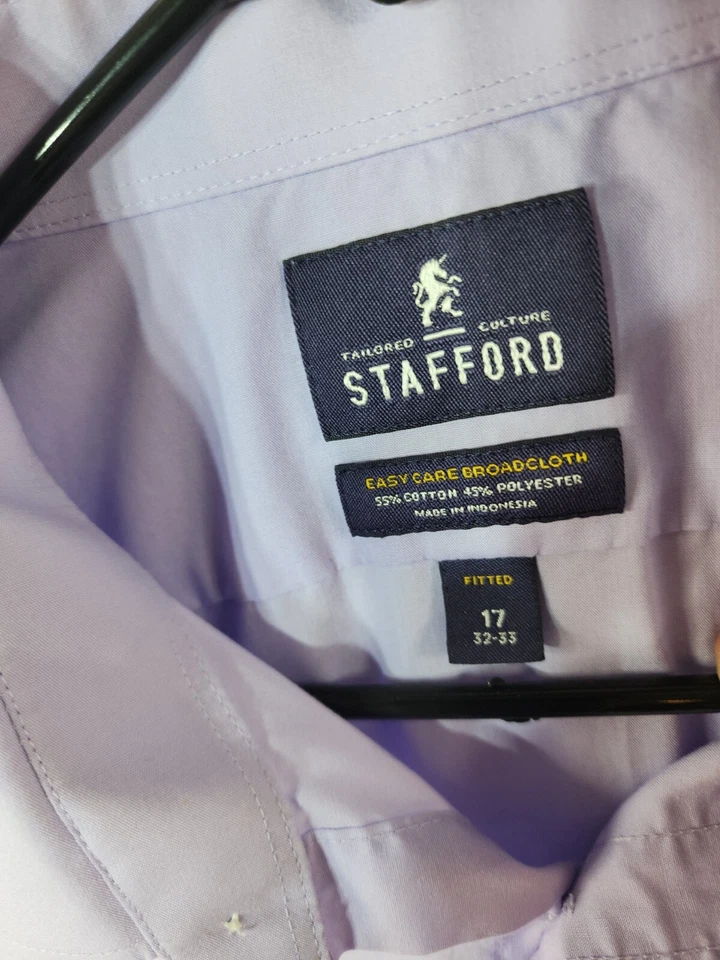 TAILORED CULTURE
STAFFORD
EASY CARE BROADCLOTH
55% COTTON 45% POLYESTER
MADE IN INDONESIA
FITTED
17
32-33